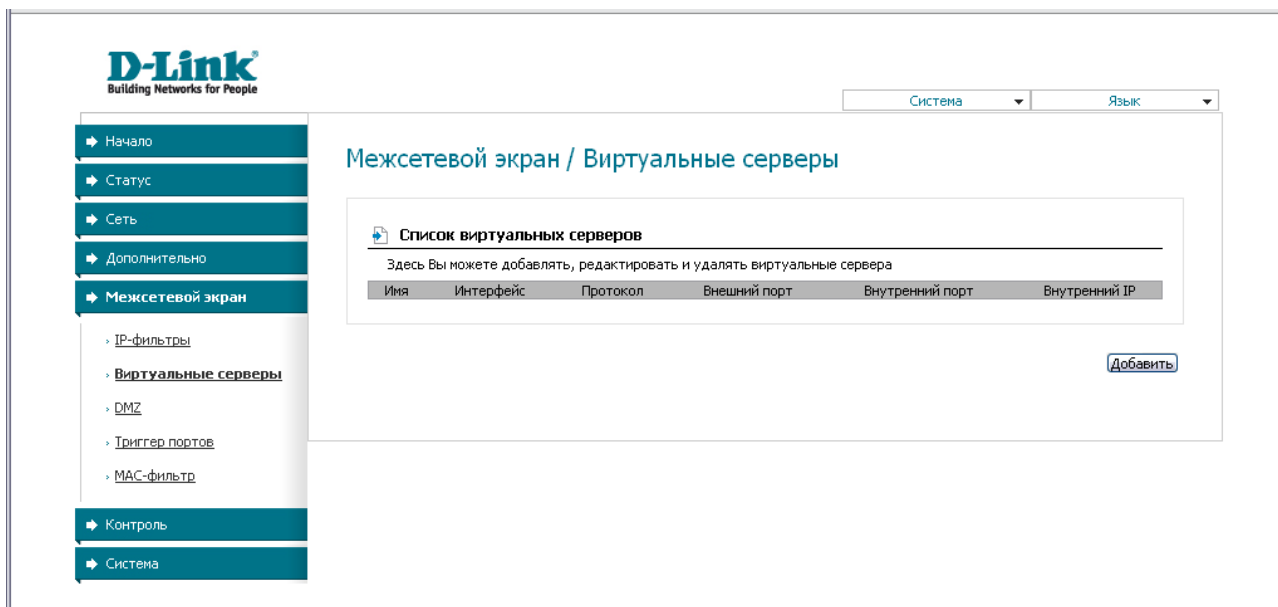 D-Link
Building Networks for People
Система Язык
Начало
Статус
Сеть
Дополнительно
Межсетевой экран
IP-фильтры
Виртуальные серверы
DMZ
Триггер портов
MAC-фильтр
Контроль
Система
Межсетевой экран / Виртуальные серверы
Список виртуальных серверов
Здесь Вы можете добавлять, редактировать и удалять виртуальные сервера
Имя Интерфейс Протокол Внешний порт Внутренний порт Внутренний IP
Добавить